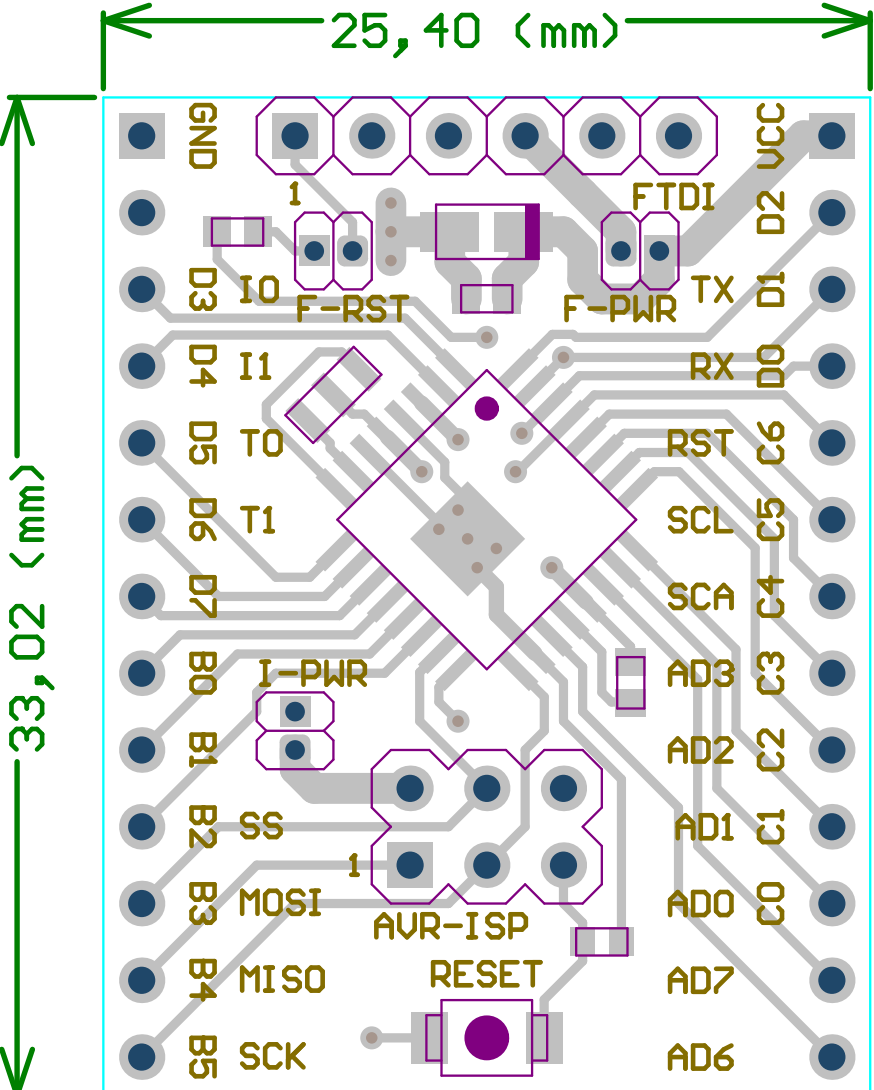 25,40 (mm)
33,02 (mm)
GND
VCC
1
FTDI
D2
D3
IO
F-RST
F-PWR
TX
D1
D4
I1
RX
D0
D5
T0
RST
C6
D6
T1
SCL
C5
D7
SCA
C4
B0
I-PWR
AD3
C3
B1
AD2
C2
B2
SS
AD1
C1
1
B3
MOSI
AVR-ISP
AD0
C0
RESET
B4
MISO
AD7
B5
SCK
AD6